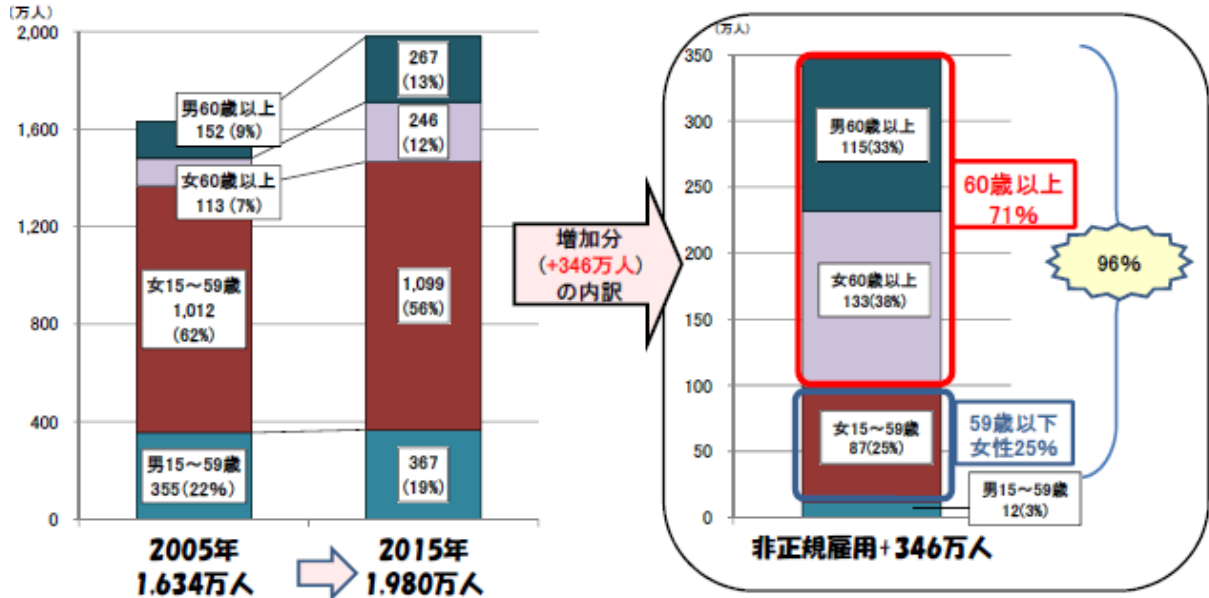 (万人)
2,000
1,600
1,200
800
400
0
男60歳以上
152 (9%)
女60歳以上
113 (7%)
女15～59歳
1,012
(62%)
男15～59歳
355(22%)
267
(13%)
246
(12%)
1,099
(56%)
367
(19%)
2005年
1.634万人
2015年
1.980万人
増加分
(+346万人)
の内訳
(万人)
350
300
250
200
150
100
50
0
男60歳以上
115(33%)
女60歳以上
133(38%)
女15～59歳
87(25%)
男15～59歳
12(3%)
60歳以上
71%
59歳以下
女性25%
96%
非正規雇用+346万人